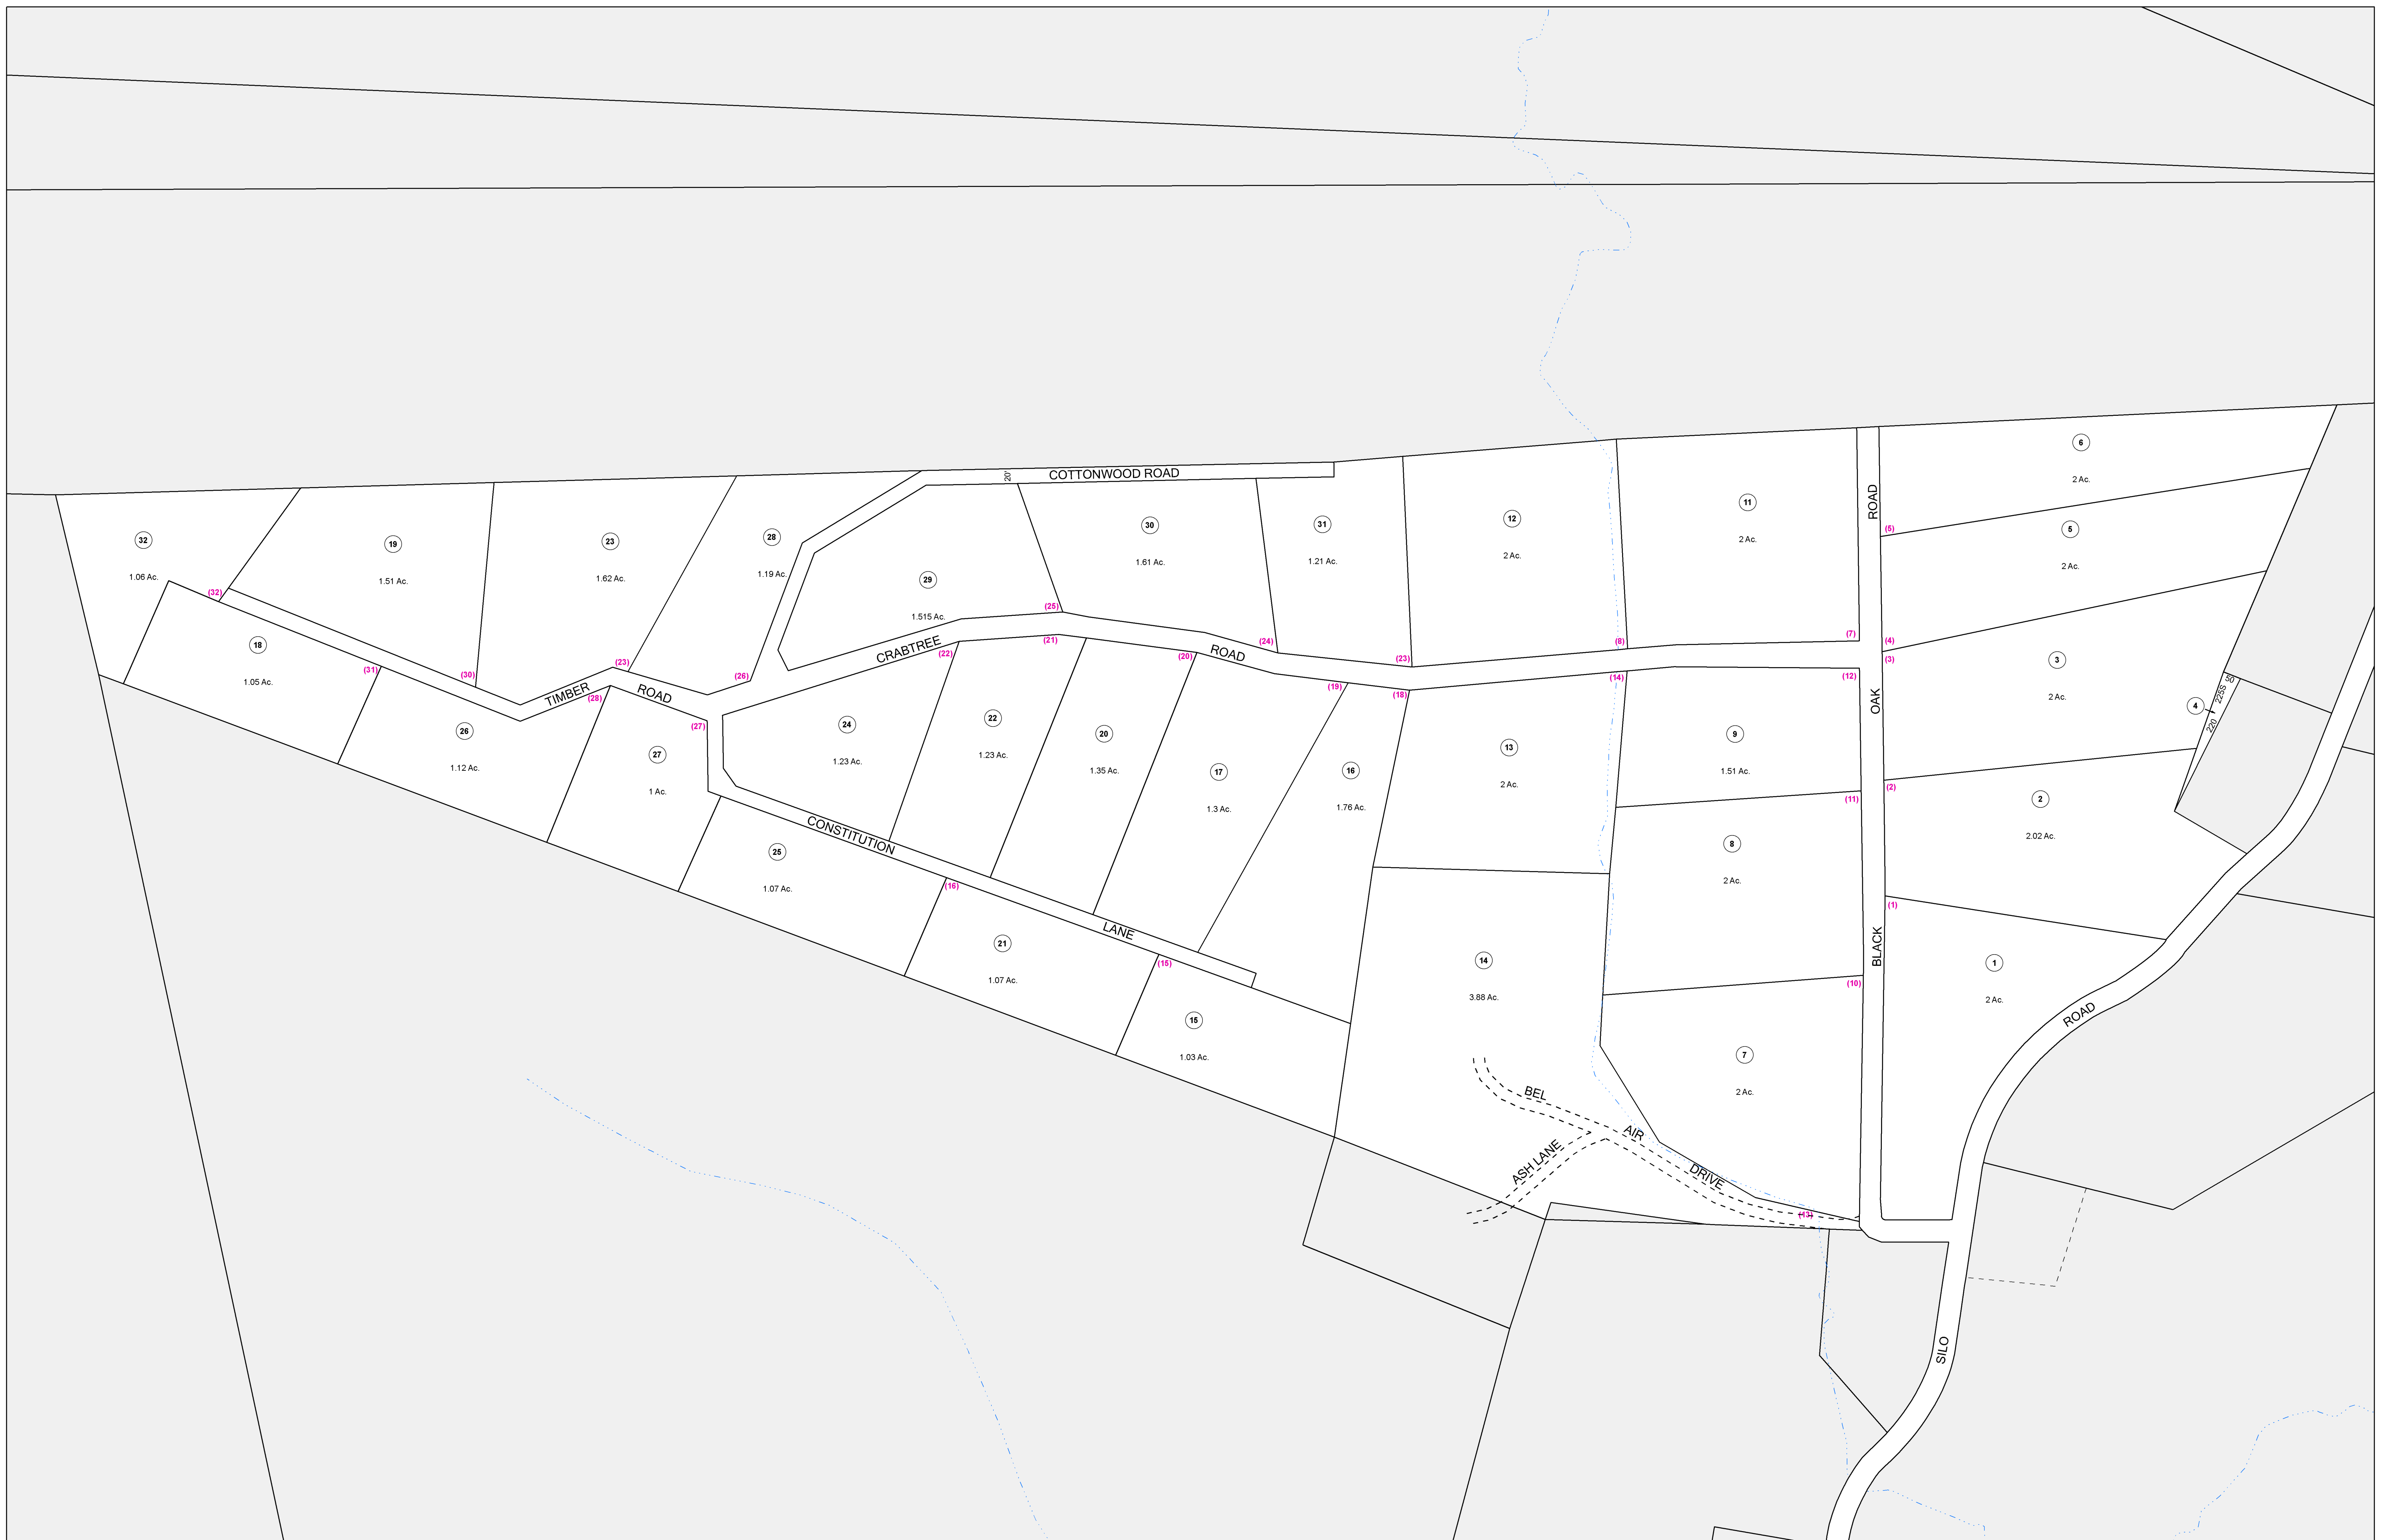 6
2 Ac.
COTTONWOOD ROAD
20'
ROAD
11
2 Ac.
12
2 Ac.
31
1.21 Ac.
30
1.61 Ac.
(5)
5
2 Ac.
32
1.06 Ac.
19
1.51 Ac.
23
1.62 Ac.
28
1.19 Ac.
29
1.515 Ac.
(32)
(25)
(21)
(24)
(8)
(7)
(4)
(3)
3
2 Ac.
18
1.05 Ac.
(31)
(30)
(23)
(26)
CRABTREE
(22)
(20)
ROAD
(23)
(19)
(18)
(14)
(12)
TIMBER
(28)
ROAD
(27)
OAK
4
50
225S
220
26
1.12 Ac.
27
1 Ac.
24
1.23 Ac.
22
1.23 Ac.
20
1.35 Ac.
17
1.3 Ac.
16
1.76 Ac.
13
2 Ac.
9
1.51 Ac.
(11)
(2)
2
2.02 Ac.
CONSTITUTION
25
1.07 Ac.
(16)
8
2 Ac.
(1)
LANE
BLACK
21
1.07 Ac.
(15)
14
3.88 Ac.
(10)
1
2 Ac.
15
1.03 Ac.
ROAD
7
2 Ac.
BEL
AIR
DRIVE
ASH LANE
(13)
SILO